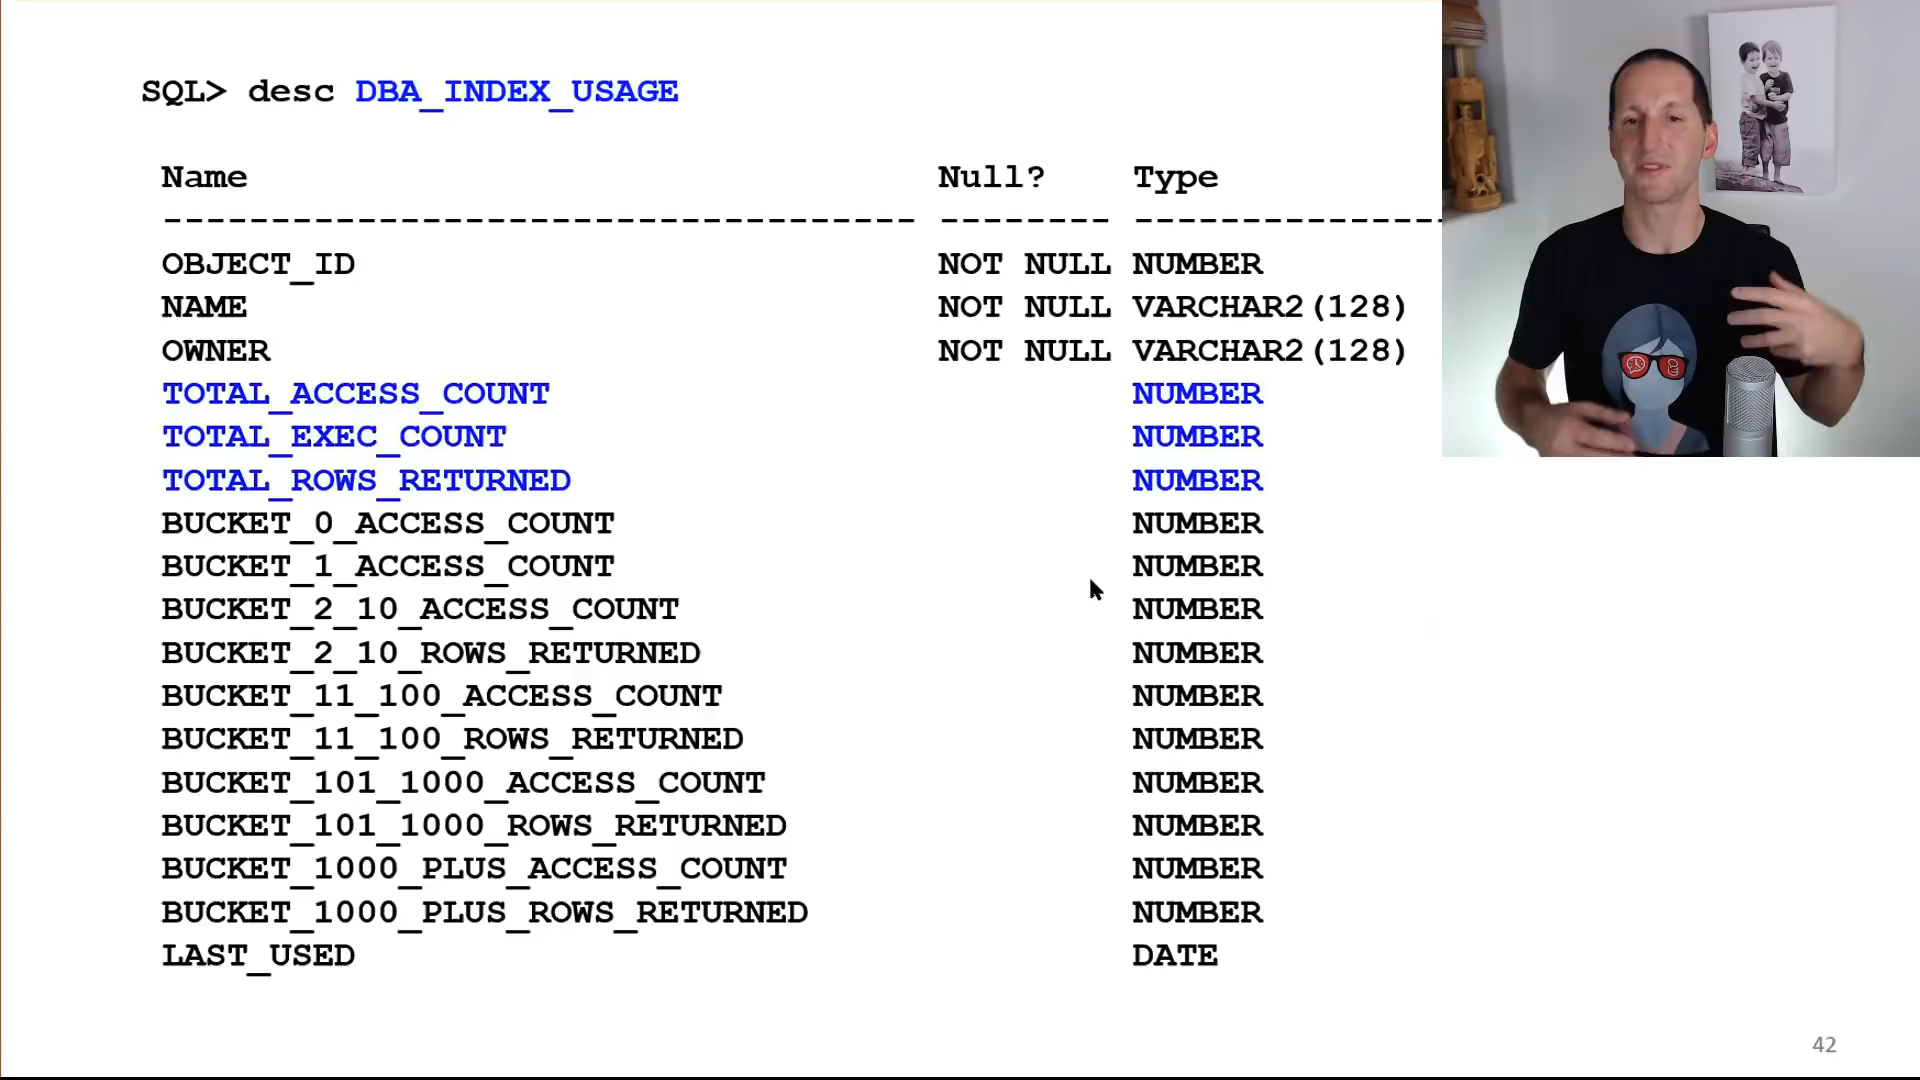 SQL> desc DBA_INDEX_USAGE
Name Null? Type
----------------------------------- -------- ---------------
OBJECT_ID NOT NULL NUMBER
NAME NOT NULL VARCHAR2(128)
OWNER NOT NULL VARCHAR2(128)
TOTAL_ACCESS_COUNT NUMBER
TOTAL_EXEC_COUNT NUMBER
TOTAL_ROWS_RETURNED NUMBER
BUCKET_0_ACCESS_COUNT NUMBER
BUCKET_1_ACCESS_COUNT NUMBER
BUCKET_2_10_ACCESS_COUNT NUMBER
BUCKET_2_10_ROWS_RETURNED NUMBER
BUCKET_11_100_ACCESS_COUNT NUMBER
BUCKET_11_100_ROWS_RETURNED NUMBER
BUCKET_101_1000_ACCESS_COUNT NUMBER
BUCKET_101_1000_ROWS_RETURNED NUMBER
BUCKET_1000_PLUS_ACCESS_COUNT NUMBER
BUCKET_1000_PLUS_ROWS_RETURNED NUMBER
LAST_USED DATE
42